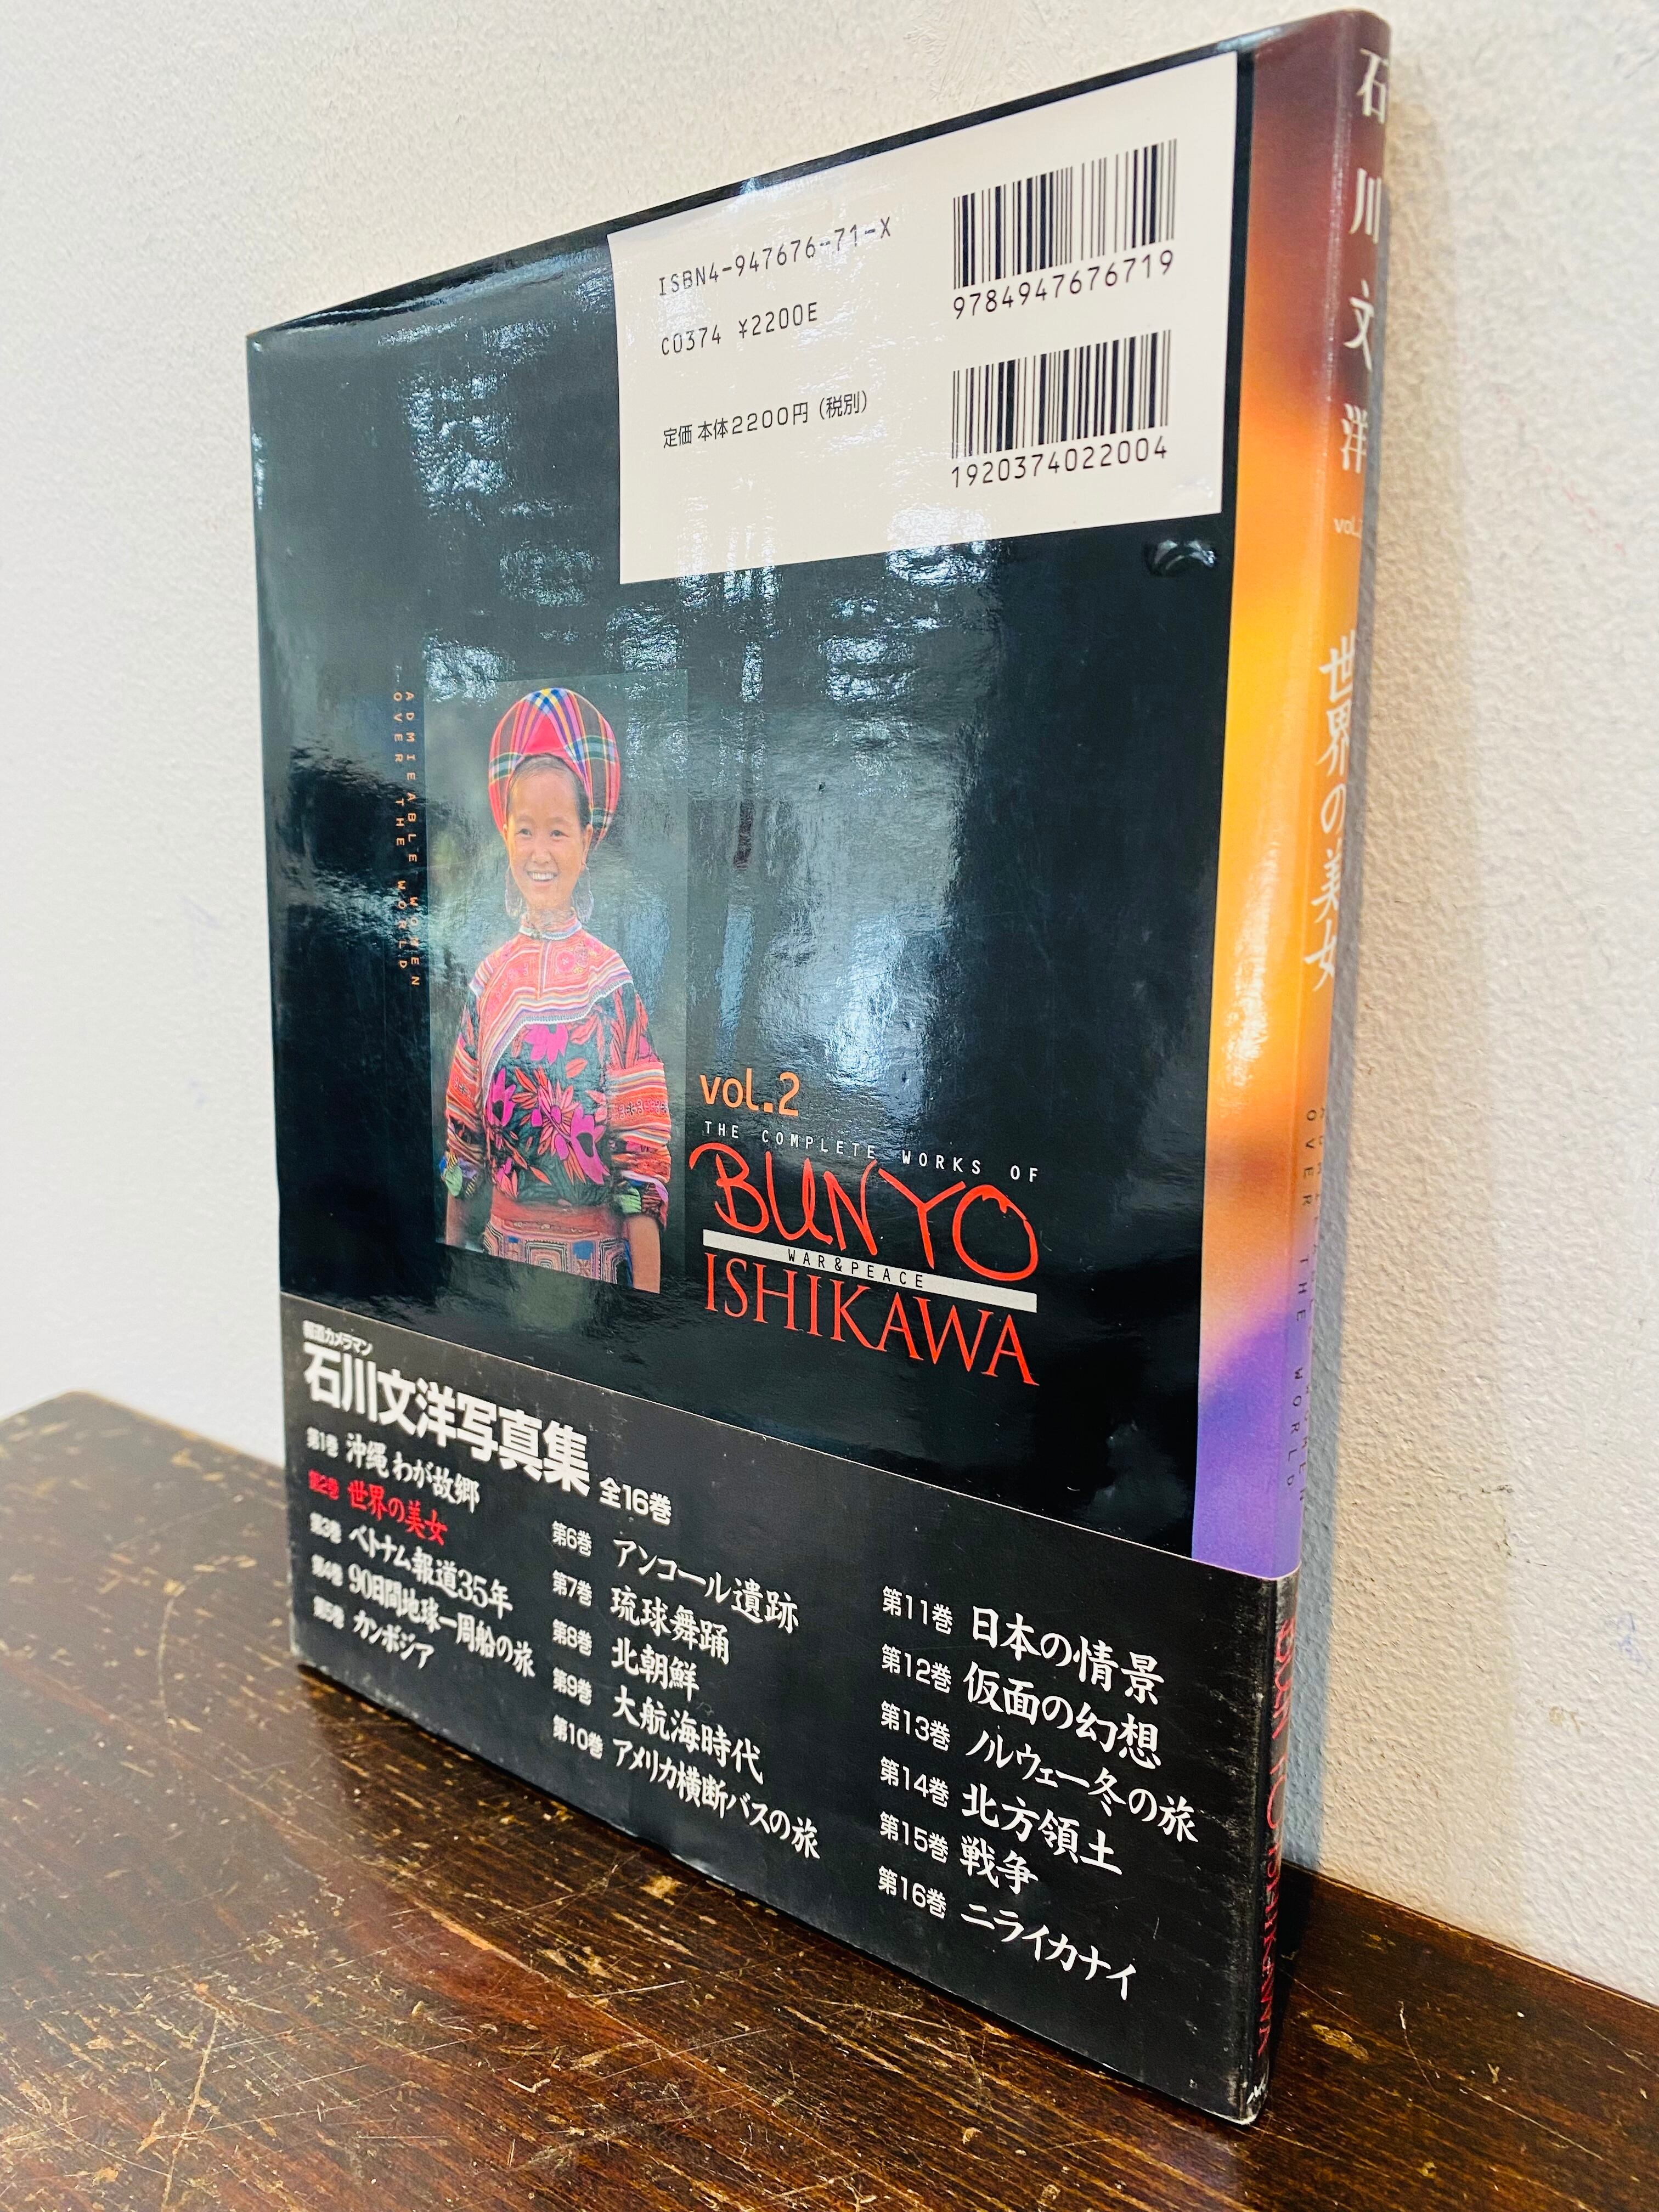 ISBN4-947676-71-X
C0374 ¥2200E
定価 本体2200円（税別）
9784947676719
1920374022004
ADMIEABLE WOMEN
OVER THE WORLD
vol.2
THE COMPLETE WORKS OF
BUNYO
WAR&PEACE
ISHIKAWA
報道カメラマン
石川文洋写真集 全16巻
第1巻 沖縄 わが故郷
第2巻 世界の美女
第3巻 ベトナム報道35年
第4巻 90日間地球一周船の旅
第5巻 カンボジア
第6巻 アンコール遺跡
第7巻 琉球舞踊
第8巻 北朝鮮
第9巻 大航海時代
第10巻 アメリカ横断バスの旅
第11巻 日本の情景
第12巻 仮面の幻想
第13巻 ノルウェー冬の旅
第14巻 北方領土
第15巻 戦争
第16巻 ニライカナイ
石川文洋
vol.2
世界の美女
OVER THE WORLD
BUNYO ISHIKAWA